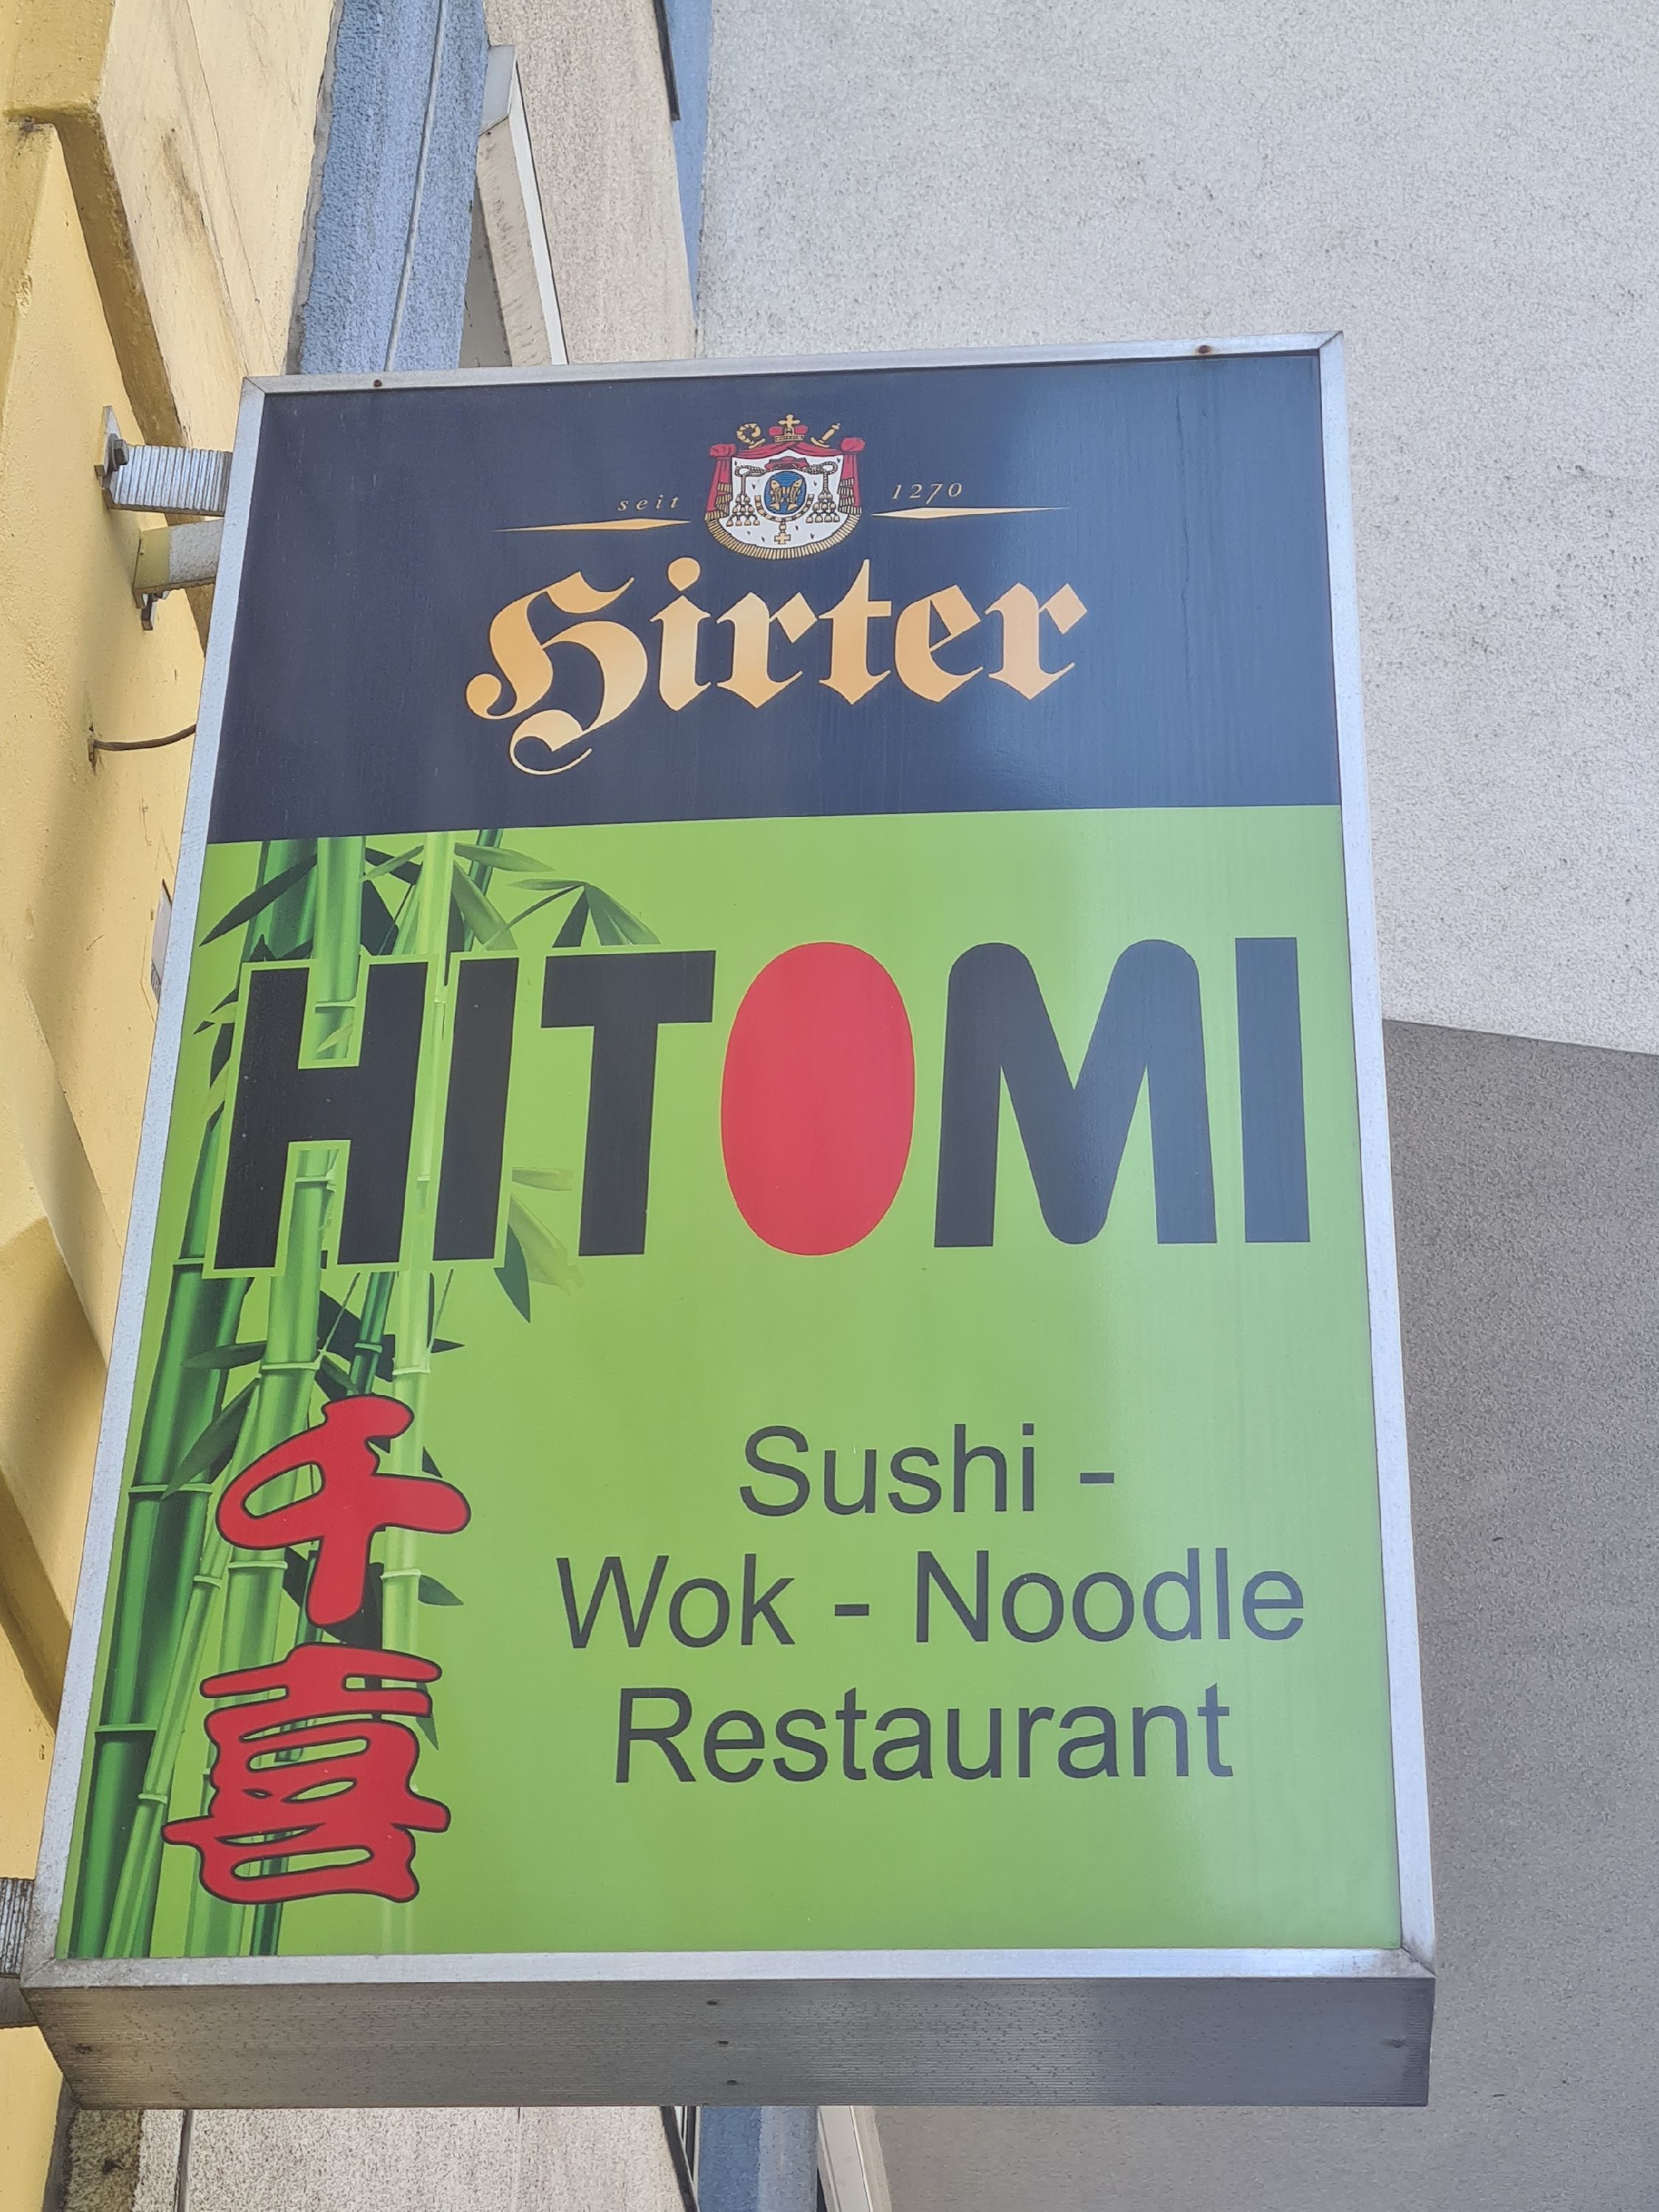 seit 1270
Hirter
HITOMI
千
喜
Sushi -
Wok - Noodle
Restaurant